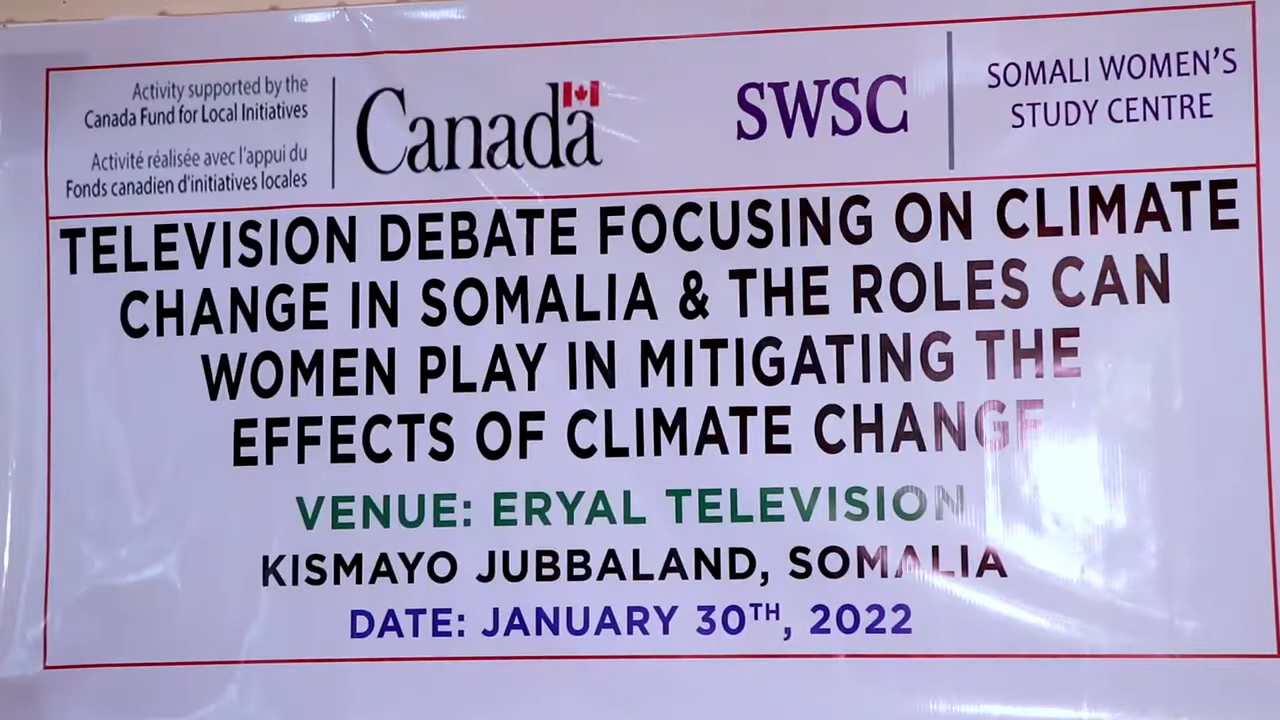 Activity supported by the
Canada Fund for Local Initiatives
Activité réalisée avec l'appui du
Fonds canadien d'initiatives locales
Canada
SWSC
SOMALI WOMEN'S
STUDY CENTRE
TELEVISION DEBATE FOCUSING ON CLIMATE
CHANGE IN SOMALIA & THE ROLES CAN
WOMEN PLAY IN MITIGATING THE
EFFECTS OF CLIMATE CHANGE
VENUE: ERYAL TELEVISION
KISMAYO JUBBALAND, SOMALIA
DATE: JANUARY 30TH, 2022